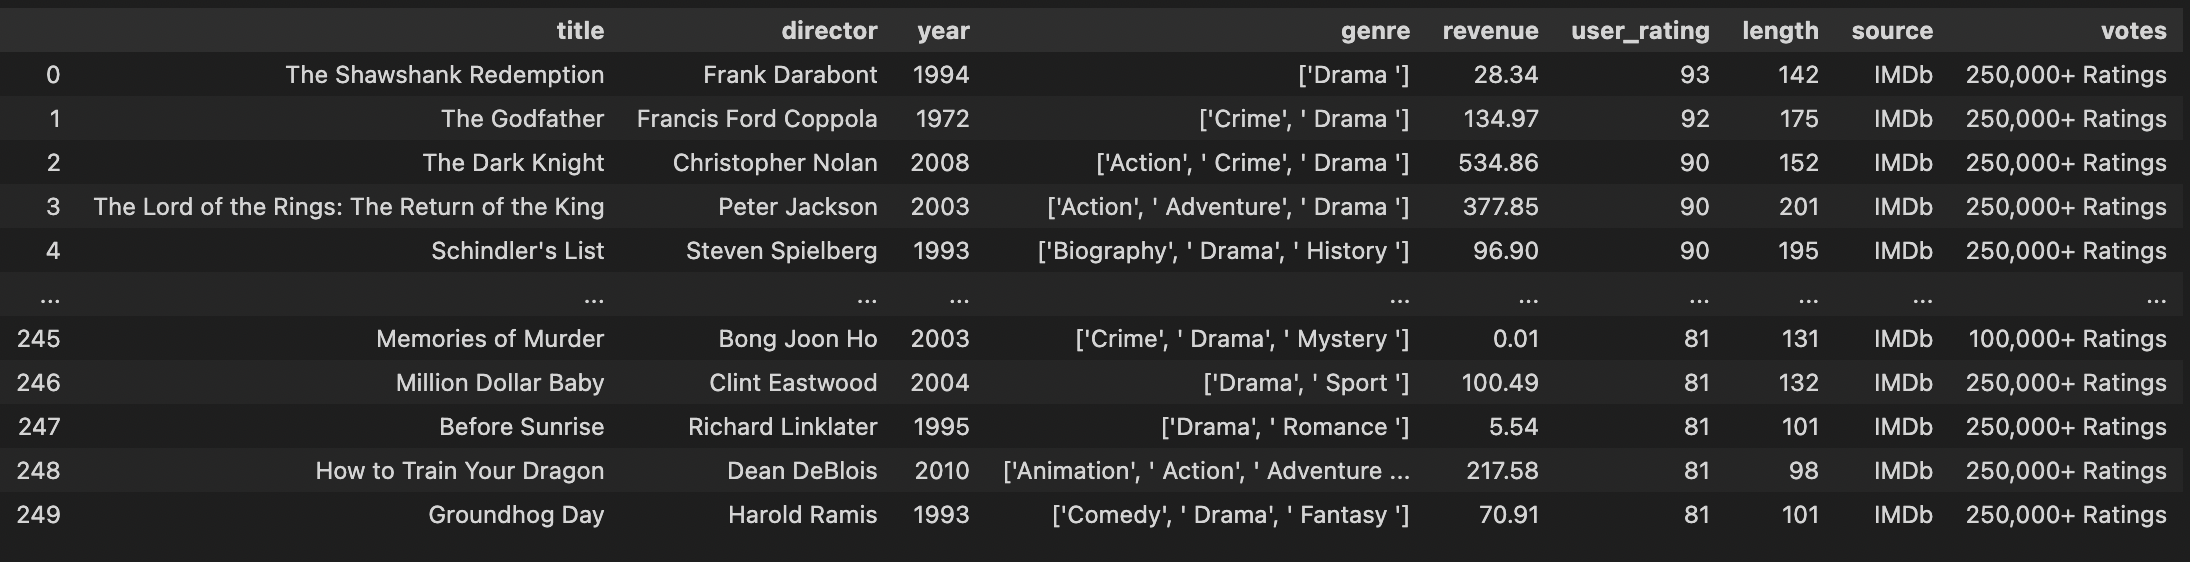 title director year genre revenue user_rating length source votes
0 The Shawshank Redemption Frank Darabont 1994 ['Drama '] 28.34 93 142 IMDb 250,000+ Ratings
1 The Godfather Francis Ford Coppola 1972 ['Crime', ' Drama '] 134.97 92 175 IMDb 250,000+ Ratings
2 The Dark Knight Christopher Nolan 2008 ['Action', ' Crime', ' Drama '] 534.86 90 152 IMDb 250,000+ Ratings
3 The Lord of the Rings: The Return of the King Peter Jackson 2003 ['Action', ' Adventure', ' Drama '] 377.85 90 201 IMDb 250,000+ Ratings
4 Schindler's List Steven Spielberg 1993 ['Biography', ' Drama', ' History '] 96.90 90 195 IMDb 250,000+ Ratings
... ... ... ... ... ... ... ... ... ...
245 Memories of Murder Bong Joon Ho 2003 ['Crime', ' Drama', ' Mystery '] 0.01 81 131 IMDb 100,000+ Ratings
246 Million Dollar Baby Clint Eastwood 2004 ['Drama', ' Sport '] 100.49 81 132 IMDb 250,000+ Ratings
247 Before Sunrise Richard Linklater 1995 ['Drama', ' Romance '] 5.54 81 101 IMDb 250,000+ Ratings
248 How to Train Your Dragon Dean DeBlois 2010 ['Animation', ' Action', ' Adventure ... 217.58 81 98 IMDb 250,000+ Ratings
249 Groundhog Day Harold Ramis 1993 ['Comedy', ' Drama', ' Fantasy '] 70.91 81 101 IMDb 250,000+ Ratings